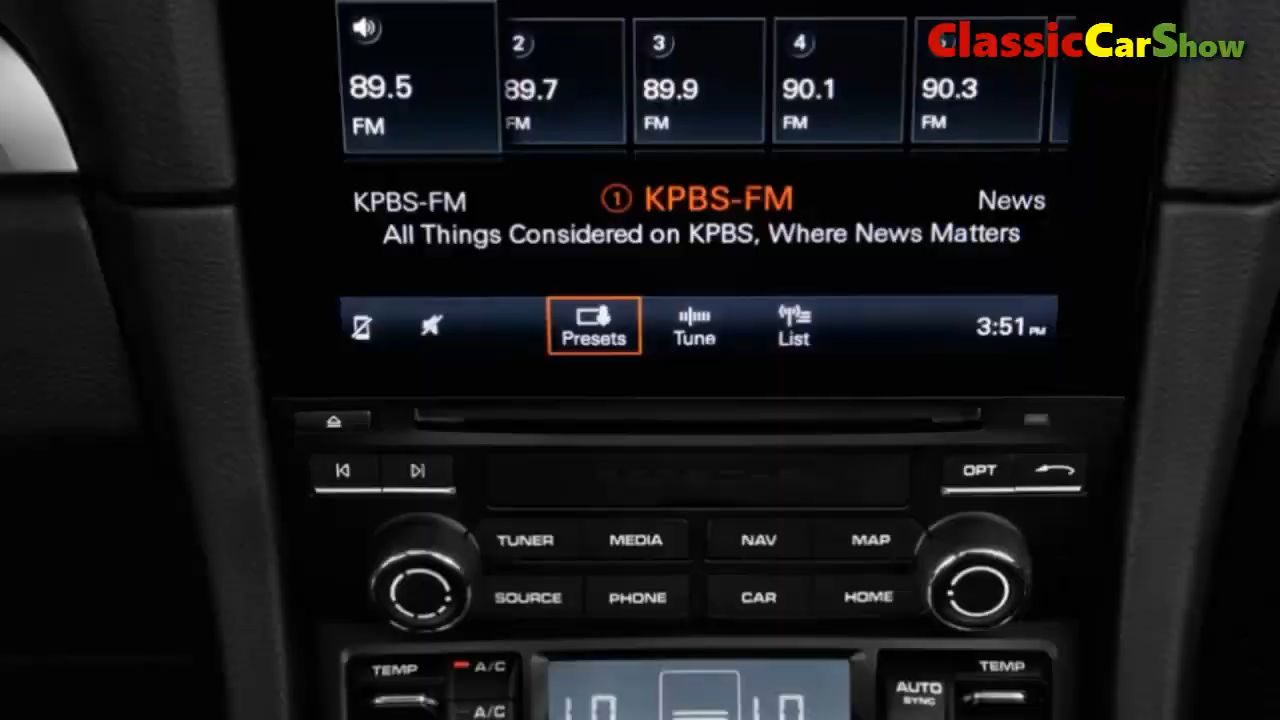 ClassicCarShow
2 3 4
89.5 89.7 89.9 90.1 90.3
FM FM FM FM FM
KPBS-FM 1 KPBS-FM News
All Things Considered on KPBS, Where News Matters
Presets Tune List 3:51 PM
OPT
TUNER MEDIA NAV MAP
SOURCE PHONE CAR HOME
TEMP A/C TEMP
AUTO
SYNC
A/C